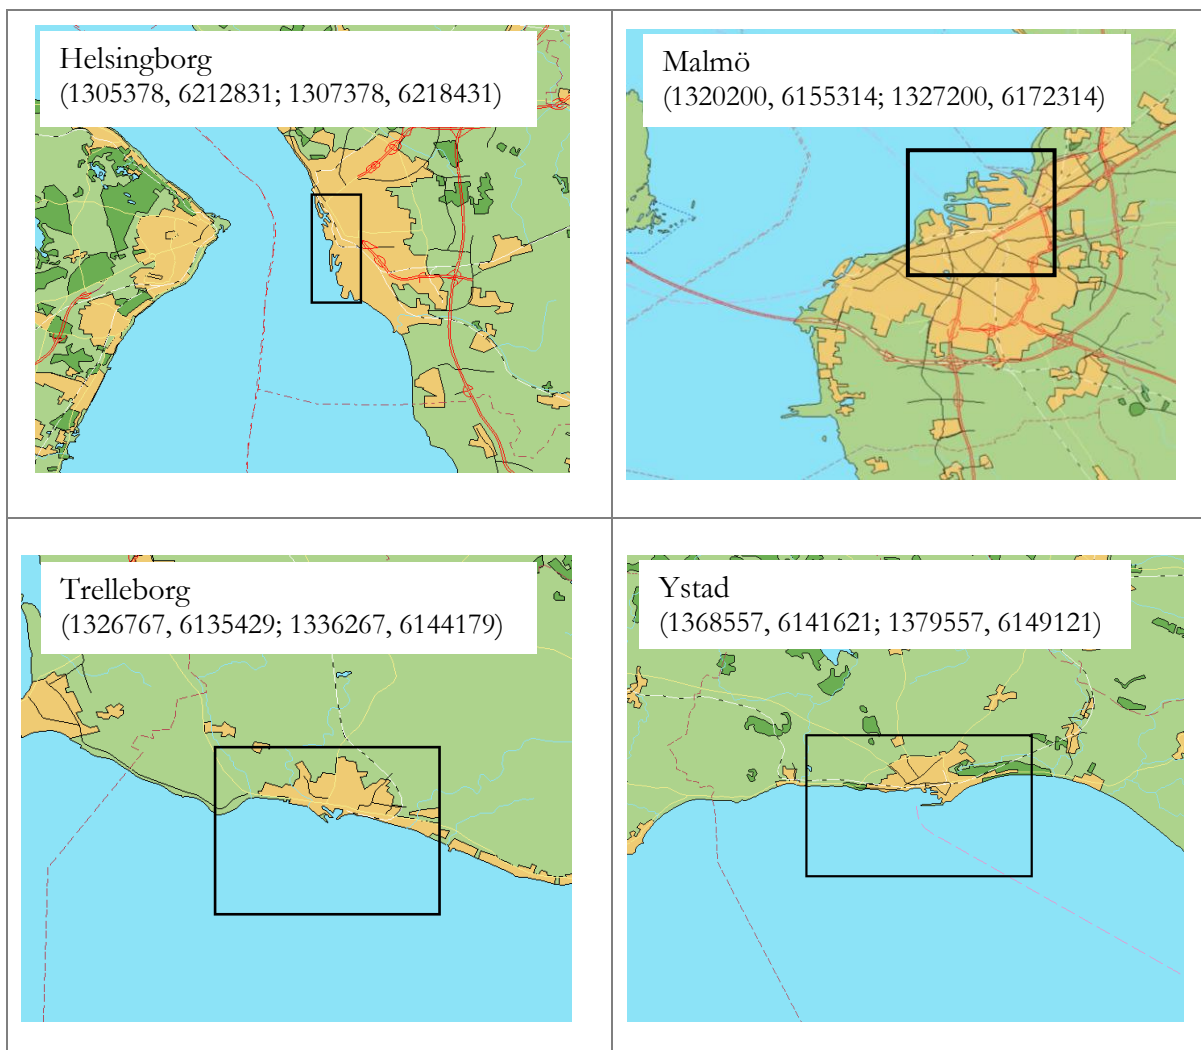 Helsingborg
(1305378, 6212831; 1307378, 6218431)
Malmö
(1320200, 6155314; 1327200, 6172314)
Trelleborg
(1326767, 6135429; 1336267, 6144179)
Ystad
(1368557, 6141621; 1379557, 6149121)